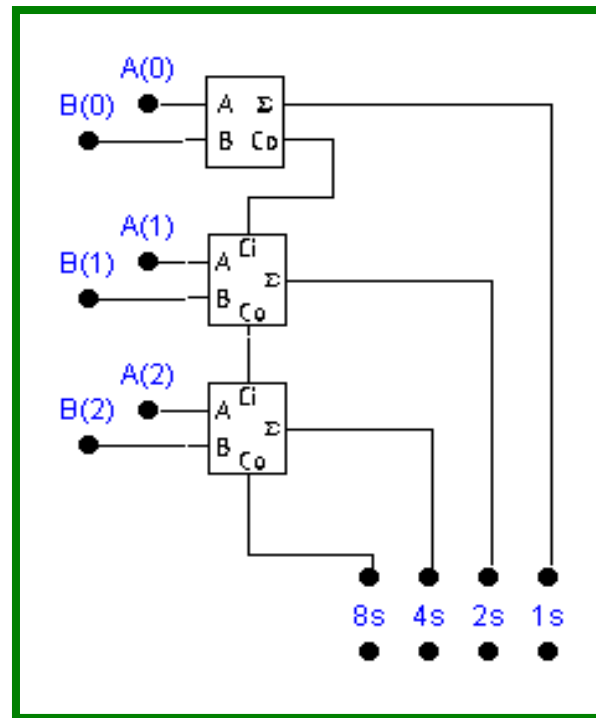 A(0)
B(0)
A Σ
B Co
A(1)
B(1)
Ci
A
Σ
B
Co
A(2)
B(2)
Ci
A
Σ
B
Co
8s 4s 2s 1s